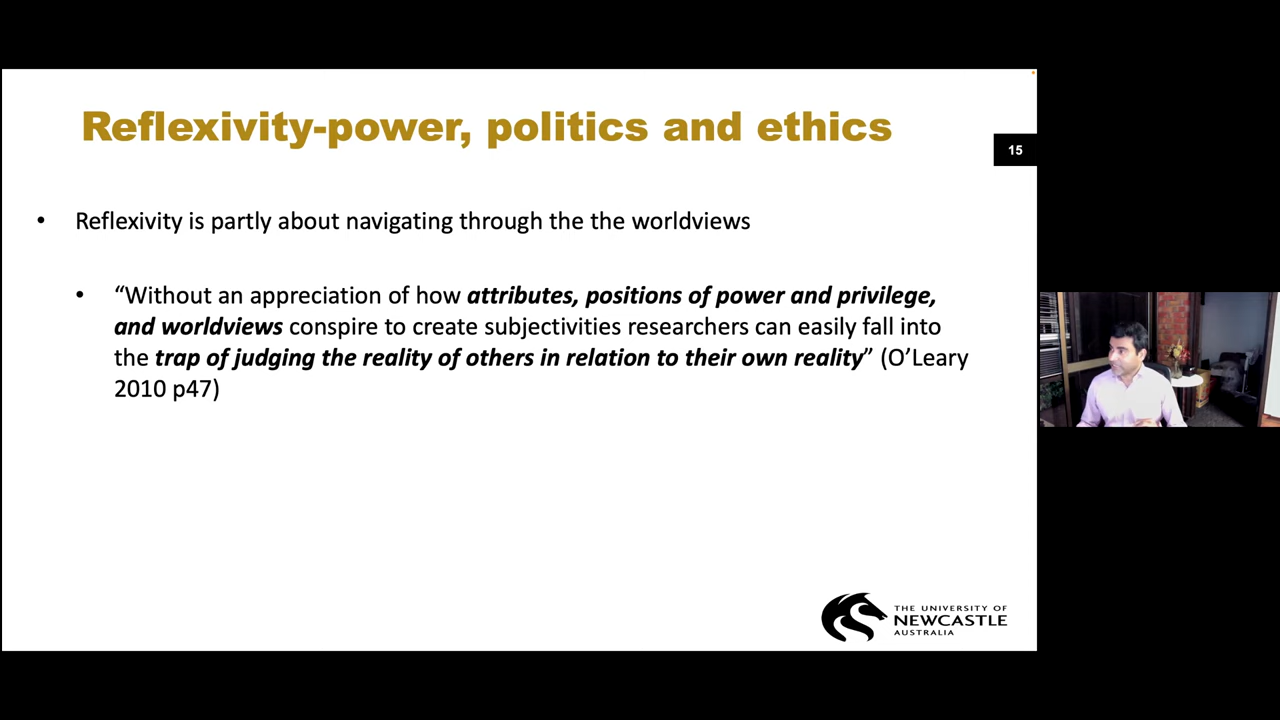 Reflexivity-power, politics and ethics
15
• Reflexivity is partly about navigating through the the worldviews
• “Without an appreciation of how attributes, positions of power and privilege,
and worldviews conspire to create subjectivities researchers can easily fall into
the trap of judging the reality of others in relation to their own reality” (O’Leary
2010 p47)
THE UNIVERSITY OF
NEWCASTLE
AUSTRALIA